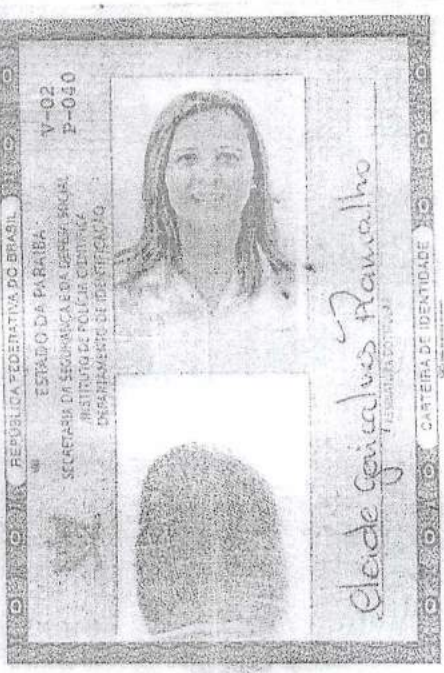 REPÚBLICA FEDERATIVA DO BRASIL
ESTADO DA PARAÍBA
V-02
SECRETARIA DA SEGURANÇA E DA DEFESA SOCIAL
P-040
INSTITUTO DE POLÍCIA CIENTÍFICA
DEPARTAMENTO DE IDENTIFICAÇÃO
Gonçalves Ramalho
CARTEIRA DE IDENTIDADE